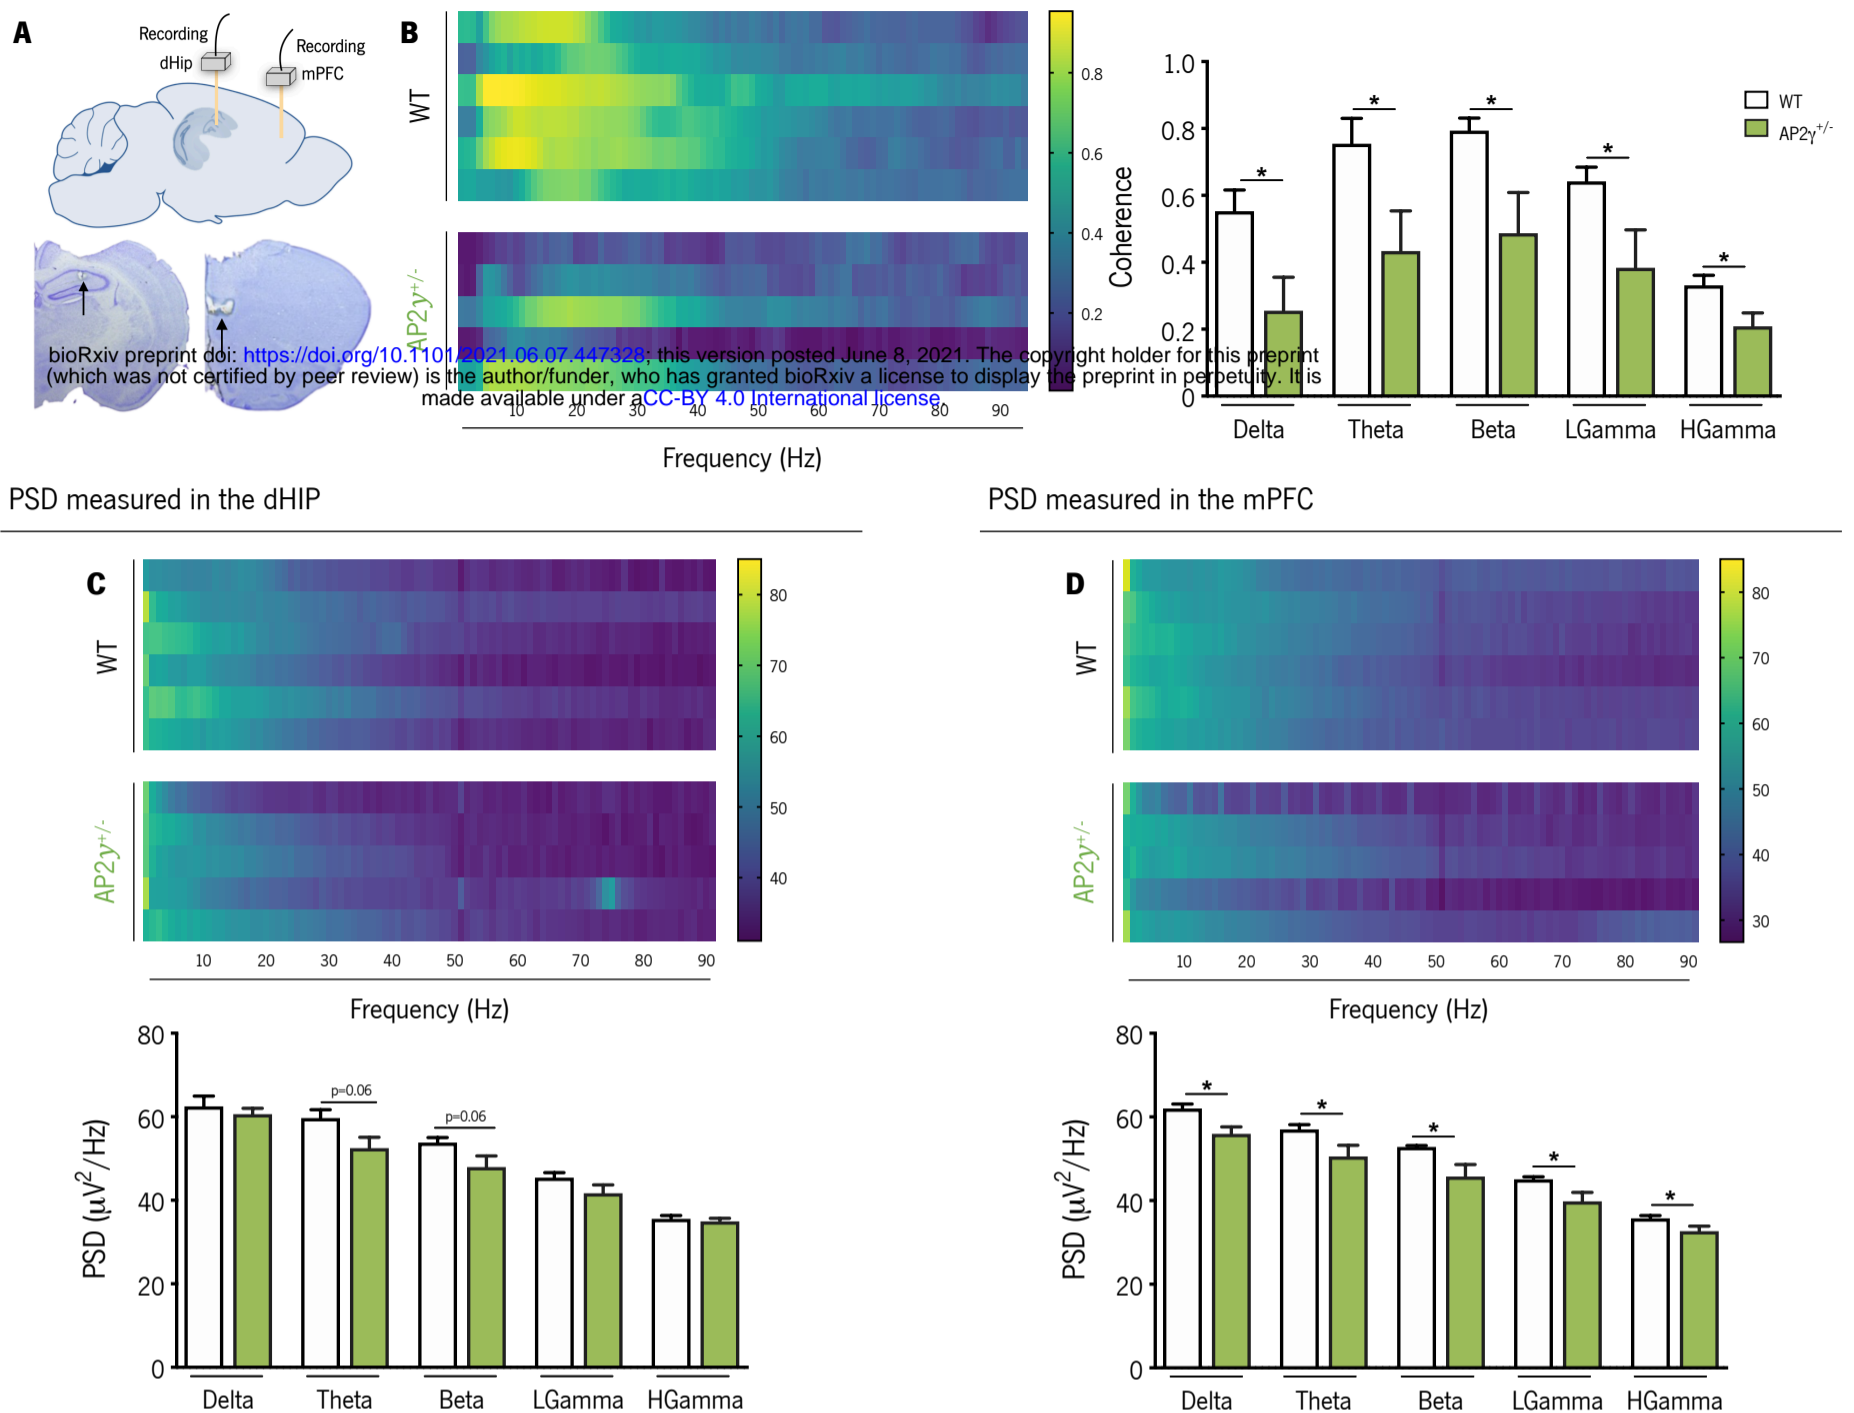 A
Recording
dHip
Recording
mPFC
B
WT
AP2γ+/-
0.8
0.6
0.4
0.2
10 20 30 40 50 60 70 80 90
Frequency (Hz)
Coherence
1.0
0.8
0.6
0.4
0.2
0
* * * * *
Delta Theta Beta LGamma HGamma
WT
AP2γ+/-
bioRxiv preprint doi: https://doi.org/10.1101/2021.06.07.447328; this version posted June 8, 2021. The copyright holder for this preprint
(which was not certified by peer review) is the author/funder, who has granted bioRxiv a license to display the preprint in perpetuity. It is
made available under aCC-BY 4.0 International license.
PSD measured in the dHIP
C
WT
AP2γ+/-
80
70
60
50
40
10 20 30 40 50 60 70 80 90
Frequency (Hz)
PSD (μV²/Hz)
80
60
40
20
0
p=0.06
p=0.06
Delta Theta Beta LGamma HGamma
PSD measured in the mPFC
D
WT
AP2γ+/-
80
70
60
50
40
30
10 20 30 40 50 60 70 80 90
Frequency (Hz)
PSD (μV²/Hz)
80
60
40
20
0
* * * * *
Delta Theta Beta LGamma HGamma